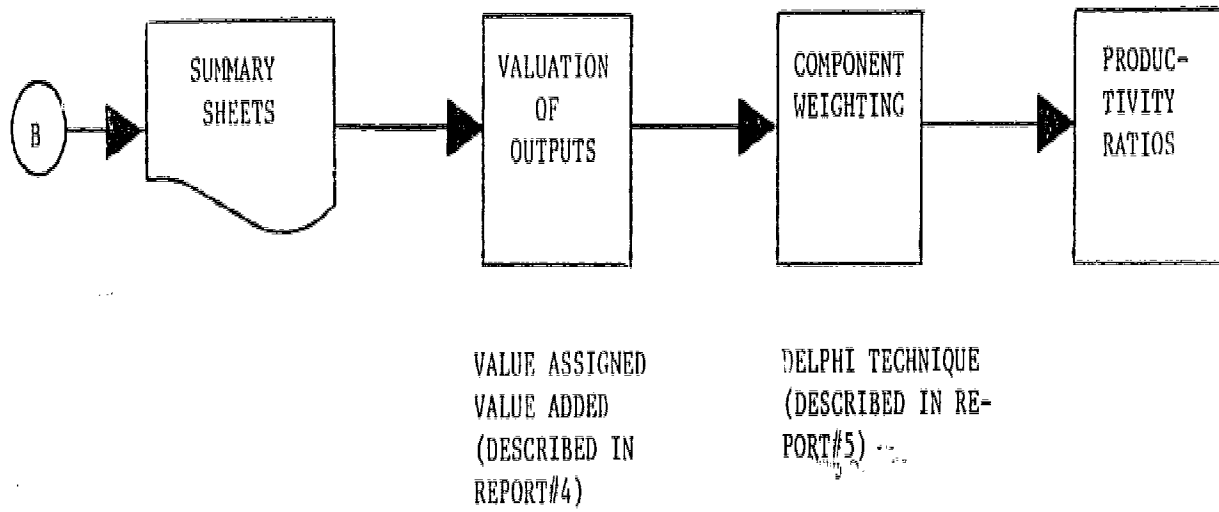 B
SUMMARY
SHEETS
VALUATION
OF
OUTPUTS
COMPONENT
WEIGHTING
PRODUC-
TIVITY
RATIOS
VALUE ASSIGNED
VALUE ADDED
(DESCRIBED IN
REPORT#4)
DELPHI TECHNIQUE
(DESCRIBED IN RE-
PORT#5)